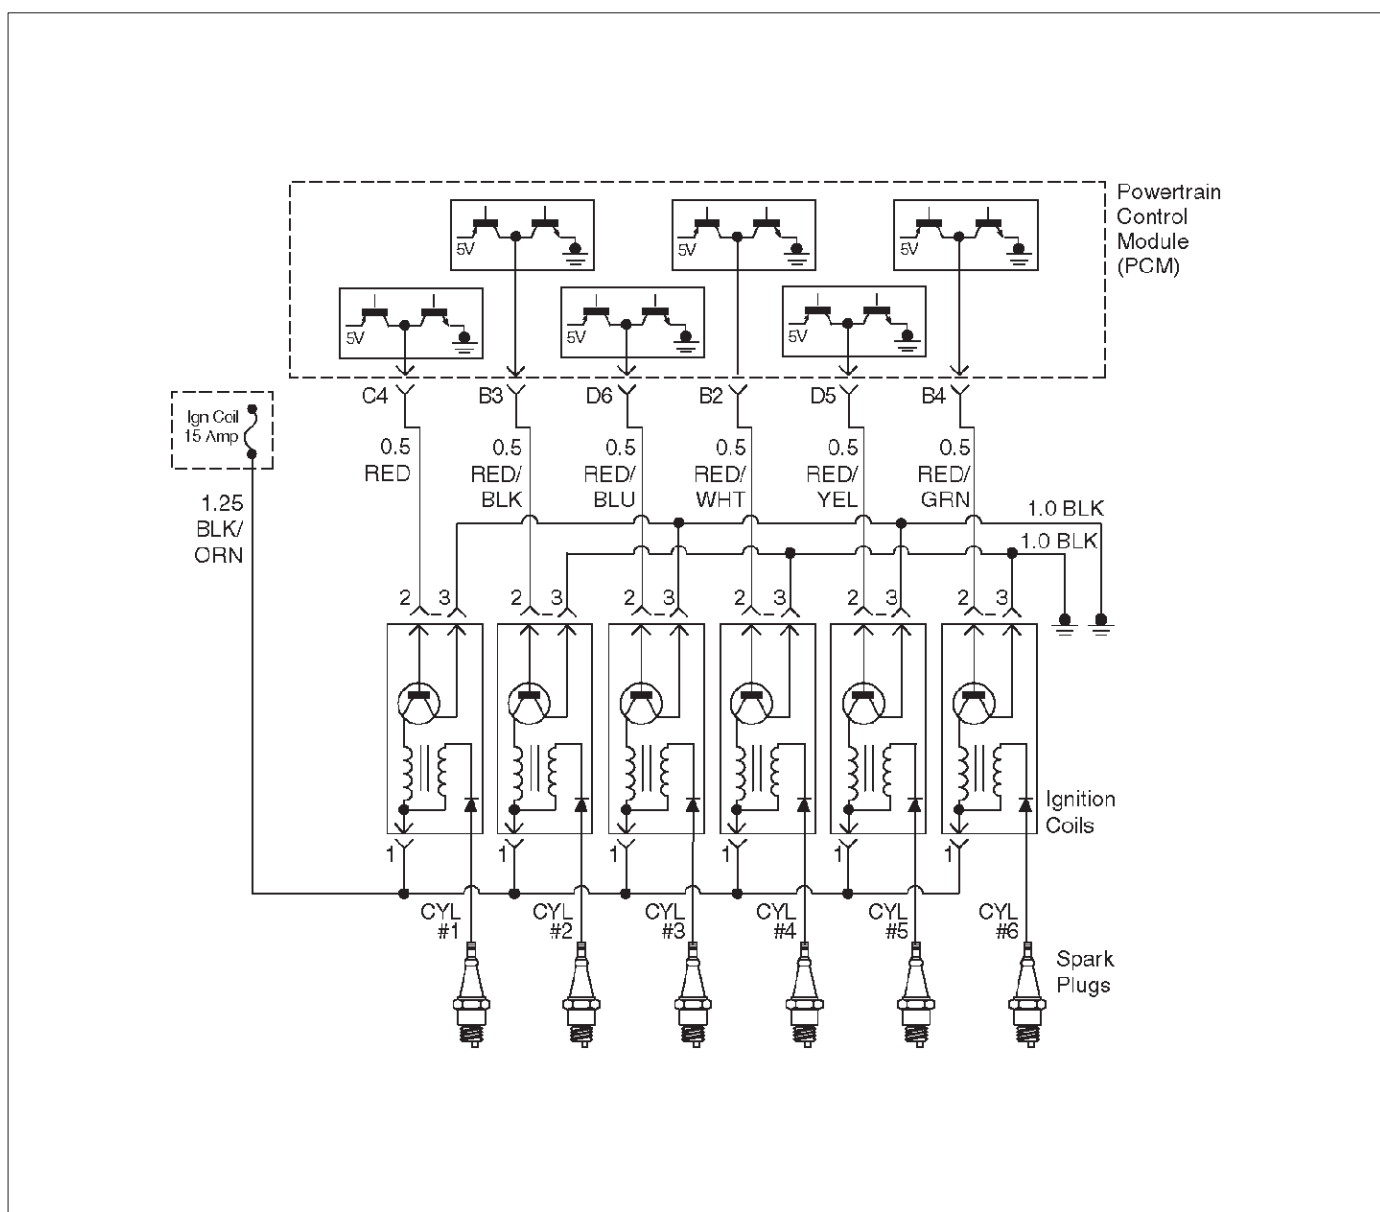 Powertrain
Control
Module
(PCM)
5V
5V
5V
5V
5V
5V
C4
B3
D6
B2
D5
B4
Ign Coil
15 Amp
0.5
RED
0.5
RED/
BLK
0.5
RED/
BLU
0.5
RED/
WHT
0.5
RED/
YEL
0.5
RED/
GRN
1.25
BLK/
ORN
1.0 BLK
1.0 BLK
2 3
2 3
2 3
2 3
2 3
2 3
Ignition
Coils
1
1
1
1
1
1
CYL
#1
CYL
#2
CYL
#3
CYL
#4
CYL
#5
CYL
#6
Spark
Plugs